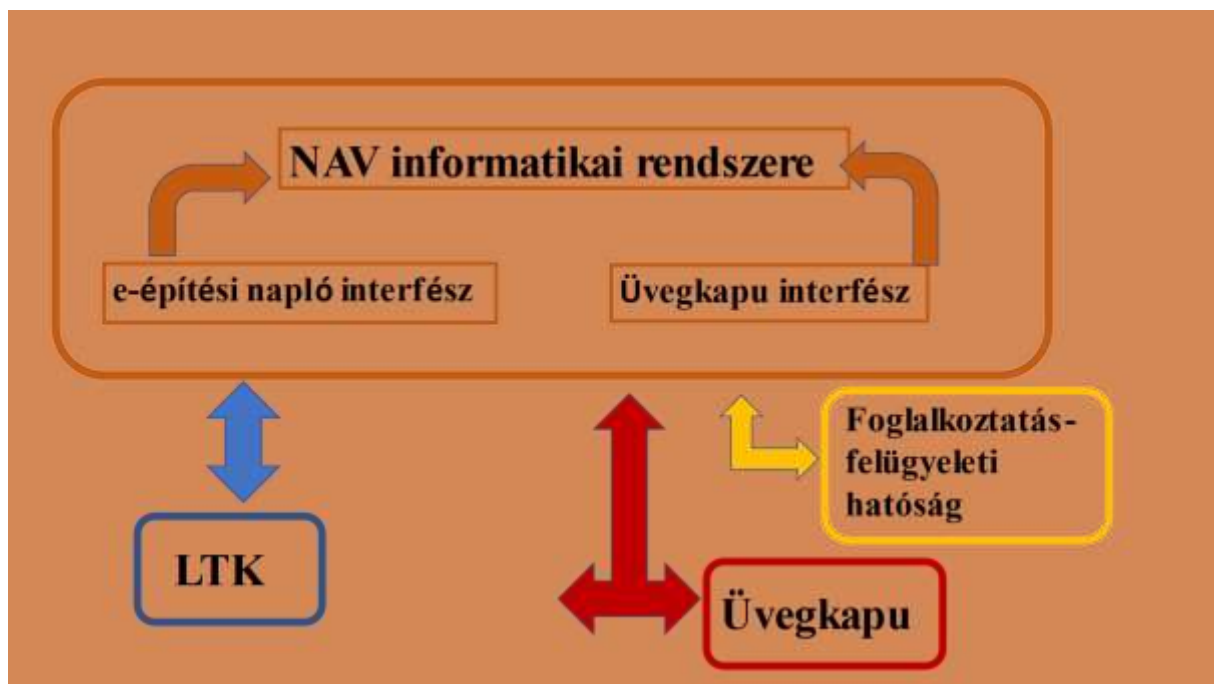 NAV informatikai rendszere
e-építési napló interfész
Üvegkapu interfész
Foglalkoztatás-
felügyeleti
hatóság
LTK
Üvegkapu